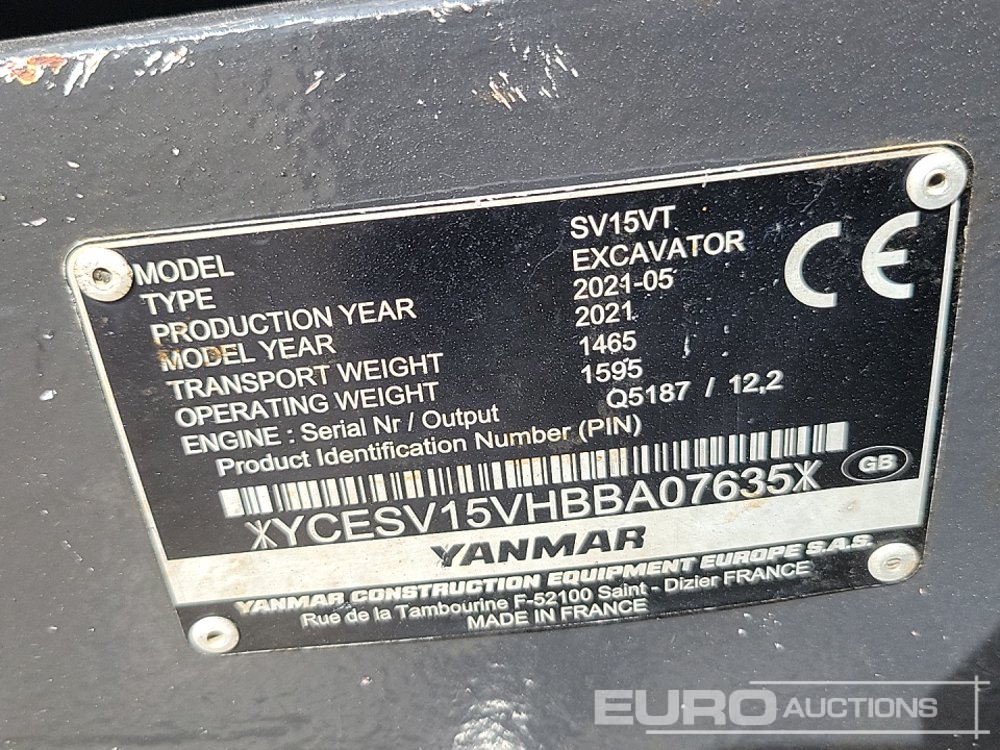 MODEL SV15VT
TYPE EXCAVATOR
PRODUCTION YEAR 2021-05
MODEL YEAR 2021
TRANSPORT WEIGHT 1465
OPERATING WEIGHT 1595
ENGINE : Serial Nr / Output Q5187 / 12,2
Product Identification Number (PIN)
XYCESV15VHBBA07635X
CE
GB
YANMAR
YANMAR CONSTRUCTION EQUIPMENT EUROPE S.A.S.
Rue de la Tambourine F-52100 Saint - Dizier FRANCE
MADE IN FRANCE
EURO AUCTIONS